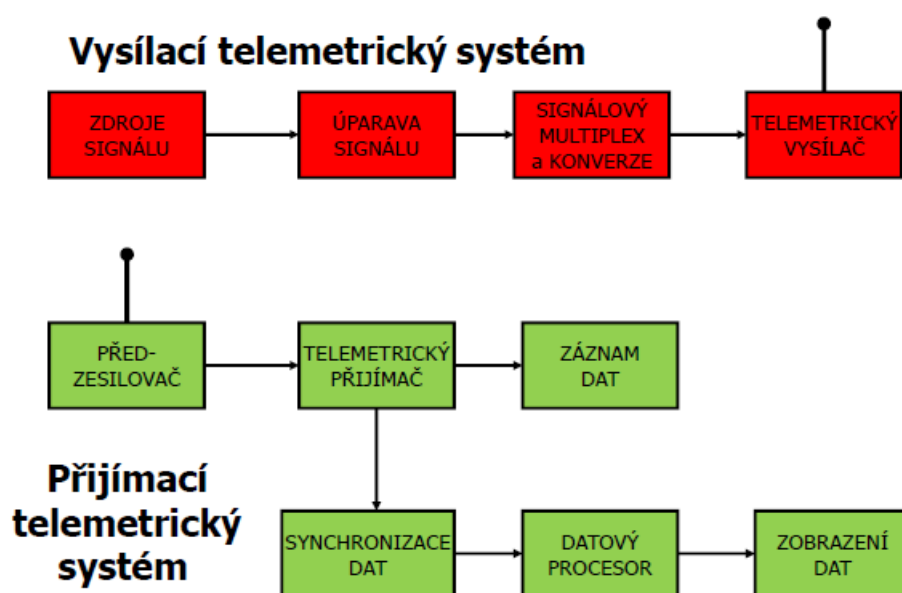 Vysílací telemetrický systém
ZDROJE
SIGNÁLU
ÚPARAVA
SIGNÁLU
SIGNÁLOVÝ
MULTIPLEX
a KONVERZE
TELEMETRICKÝ
VYSÍLAČ
PŘED-
ZESILOVAČ
TELEMETRICKÝ
PŘIJÍMAČ
ZÁZNAM
DAT
Přijímací
telemetrický
systém
SYNCHRONIZACE
DAT
DATOVÝ
PROCESOR
ZOBRAZENÍ
DAT